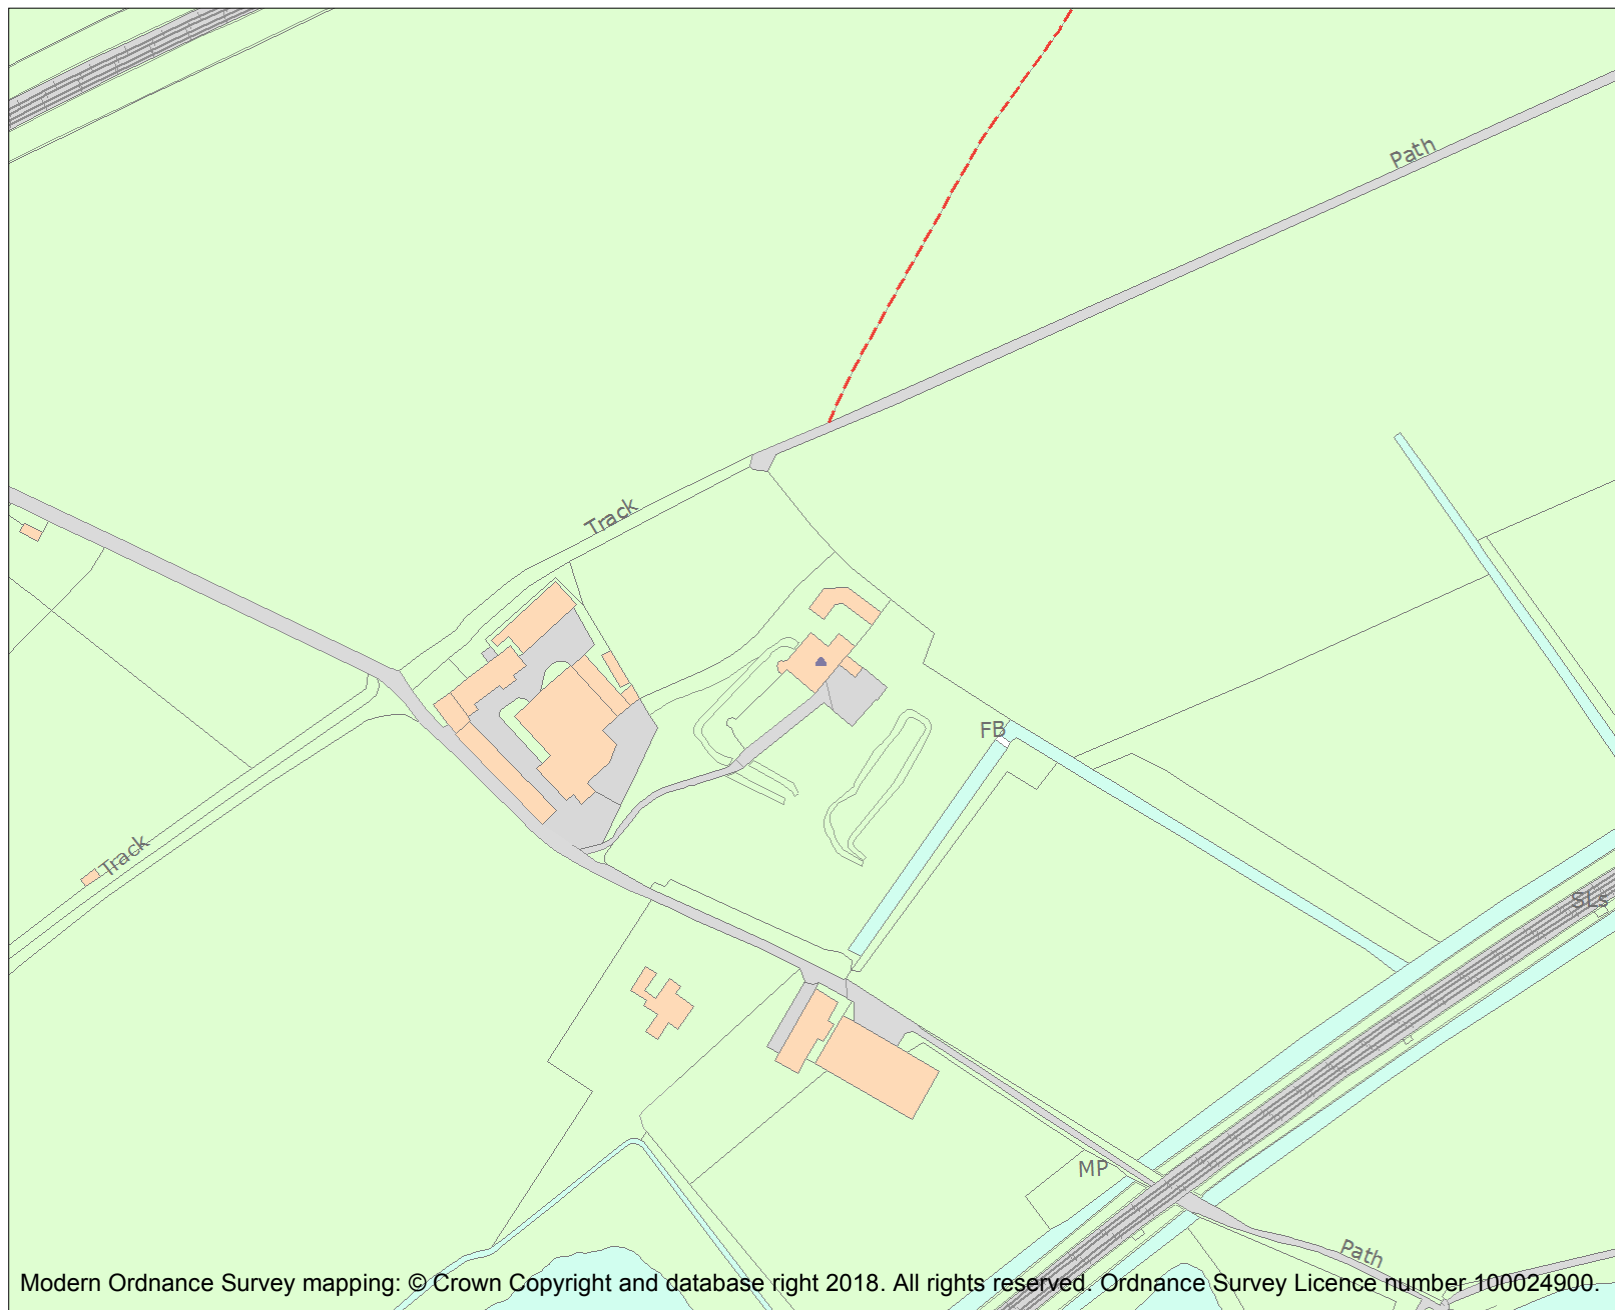 Path
Track
FB
Track
SLs
MP
Path
Modern Ordnance Survey mapping: © Crown Copyright and database right 2018. All rights reserved. Ordnance Survey Licence number 100024900.